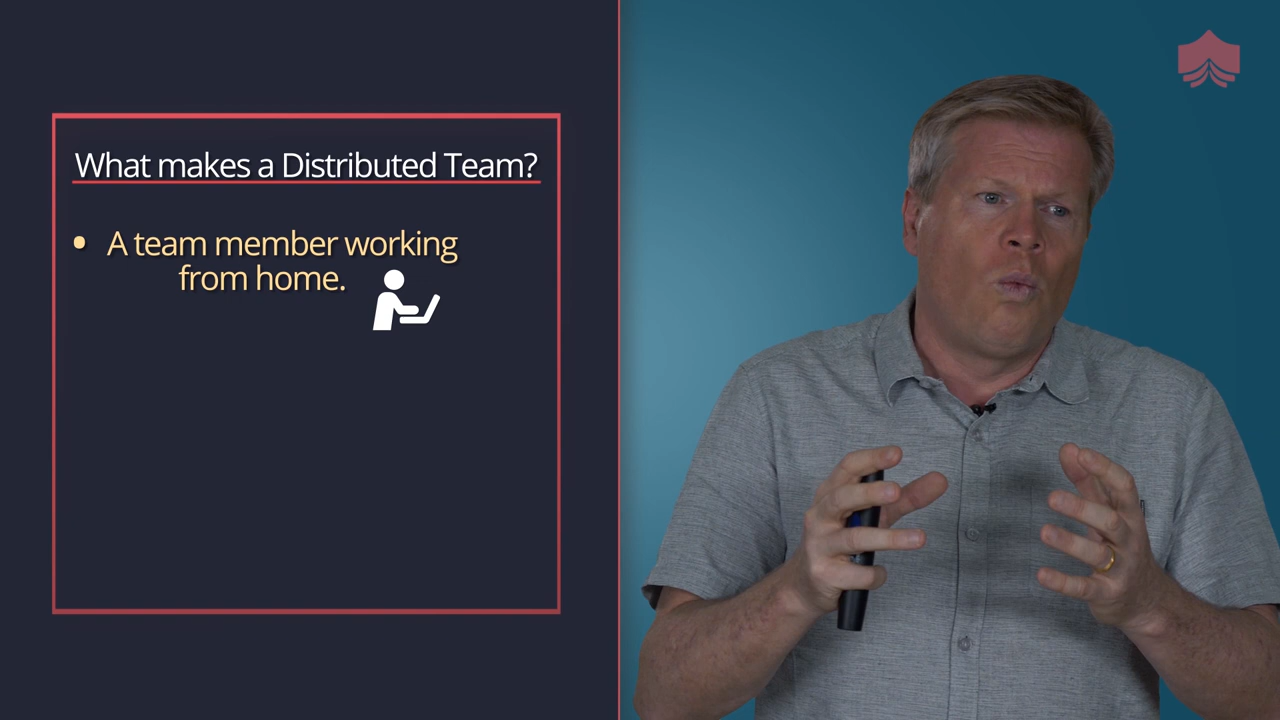 What makes a Distributed Team?
• A team member working
from home.